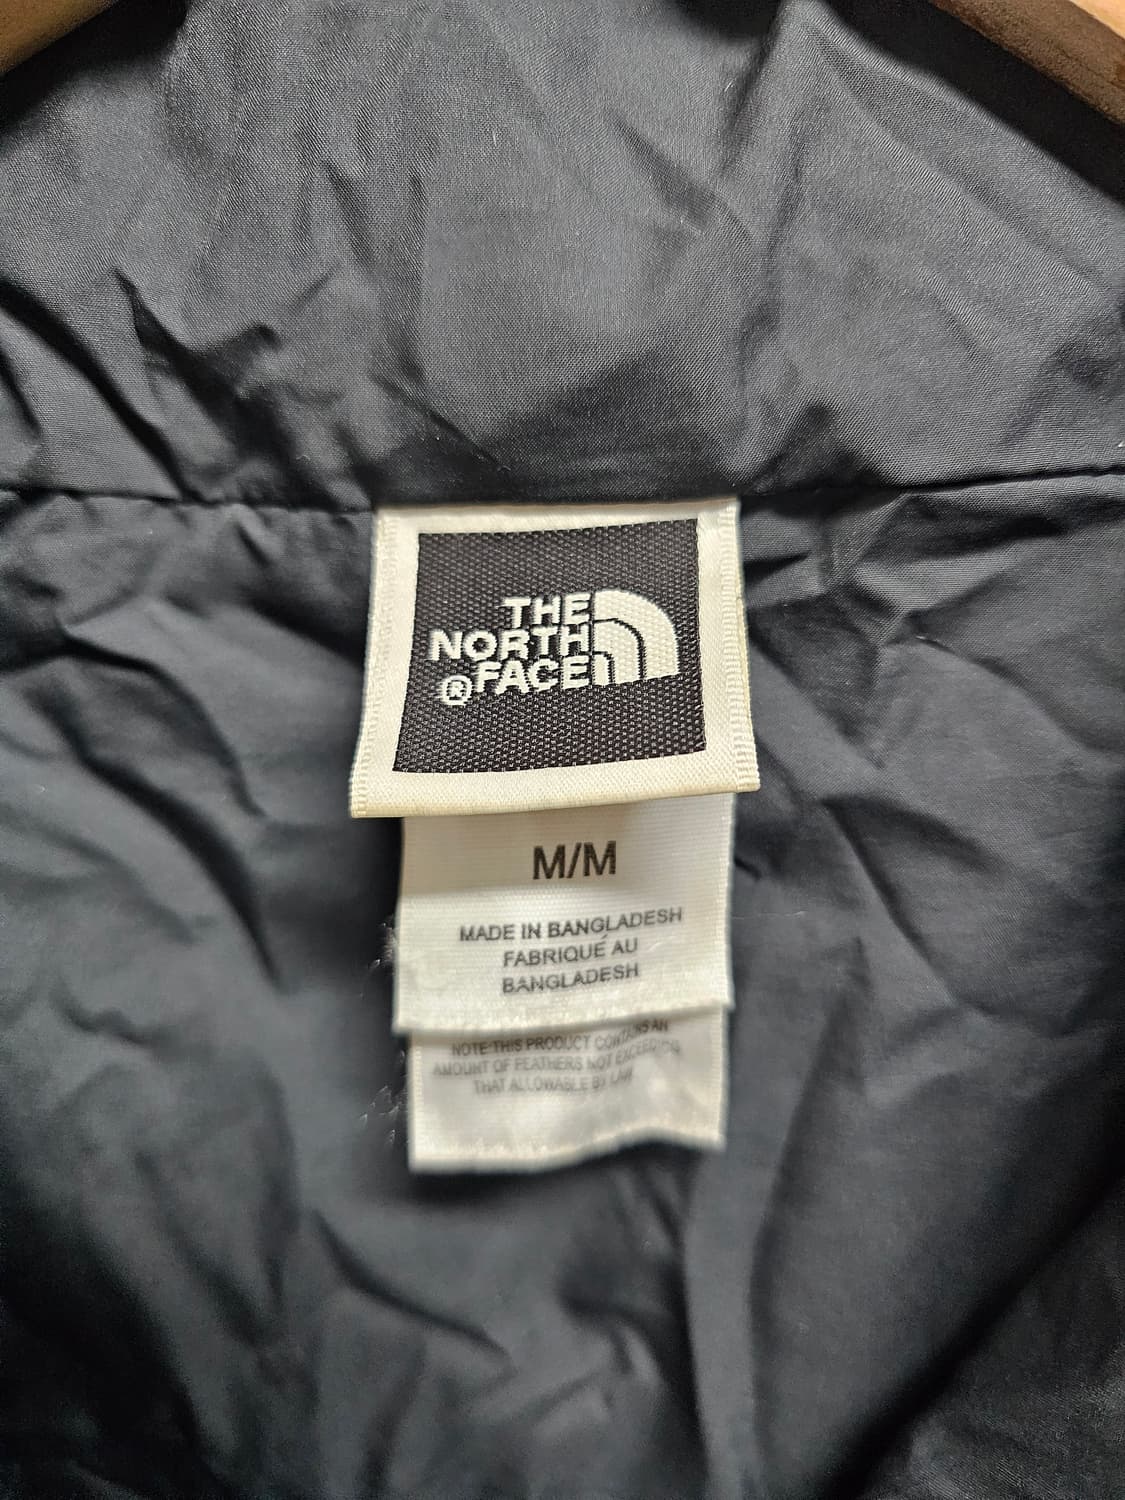 THE
NORTH
®FACE
M/M
MADE IN BANGLADESH
FABRIQUÉ AU
BANGLADESH
NOTE:THIS PRODUCT CONTAINS AN
AMOUNT OF FEATHERS NOT EXCEEDING
THAT ALLOWABLE BY LAW